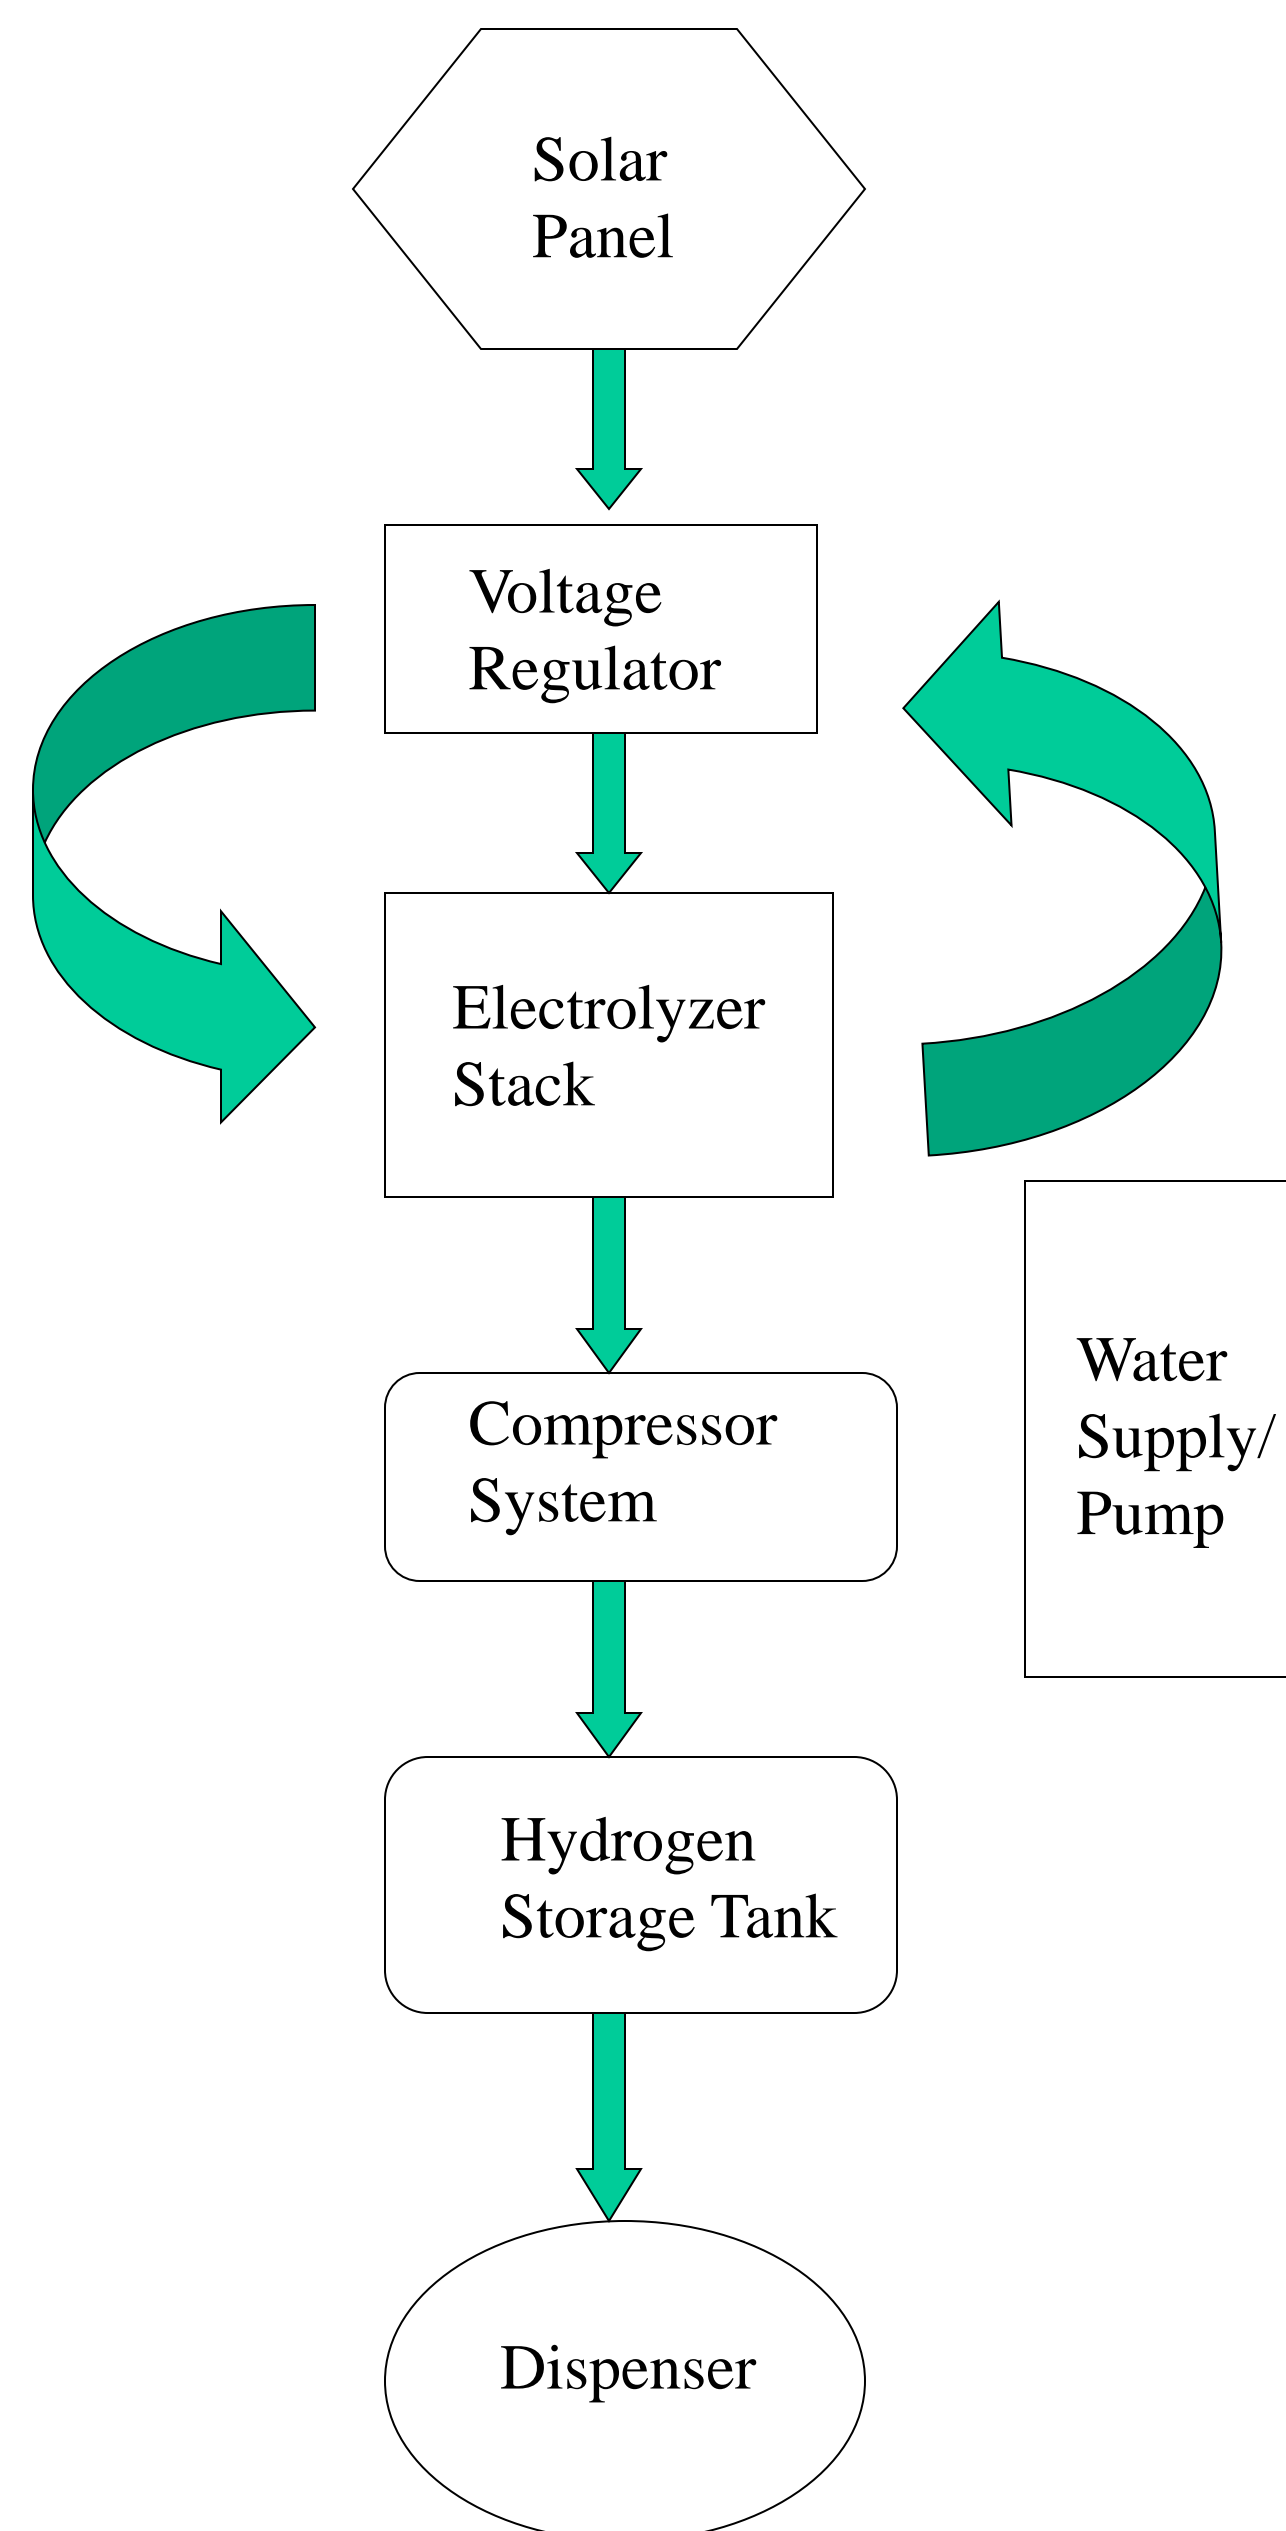 Solar
Panel
Voltage
Regulator
Electrolyzer
Stack
Water
Supply/
Pump
Compressor
System
Hydrogen
Storage Tank
Dispenser